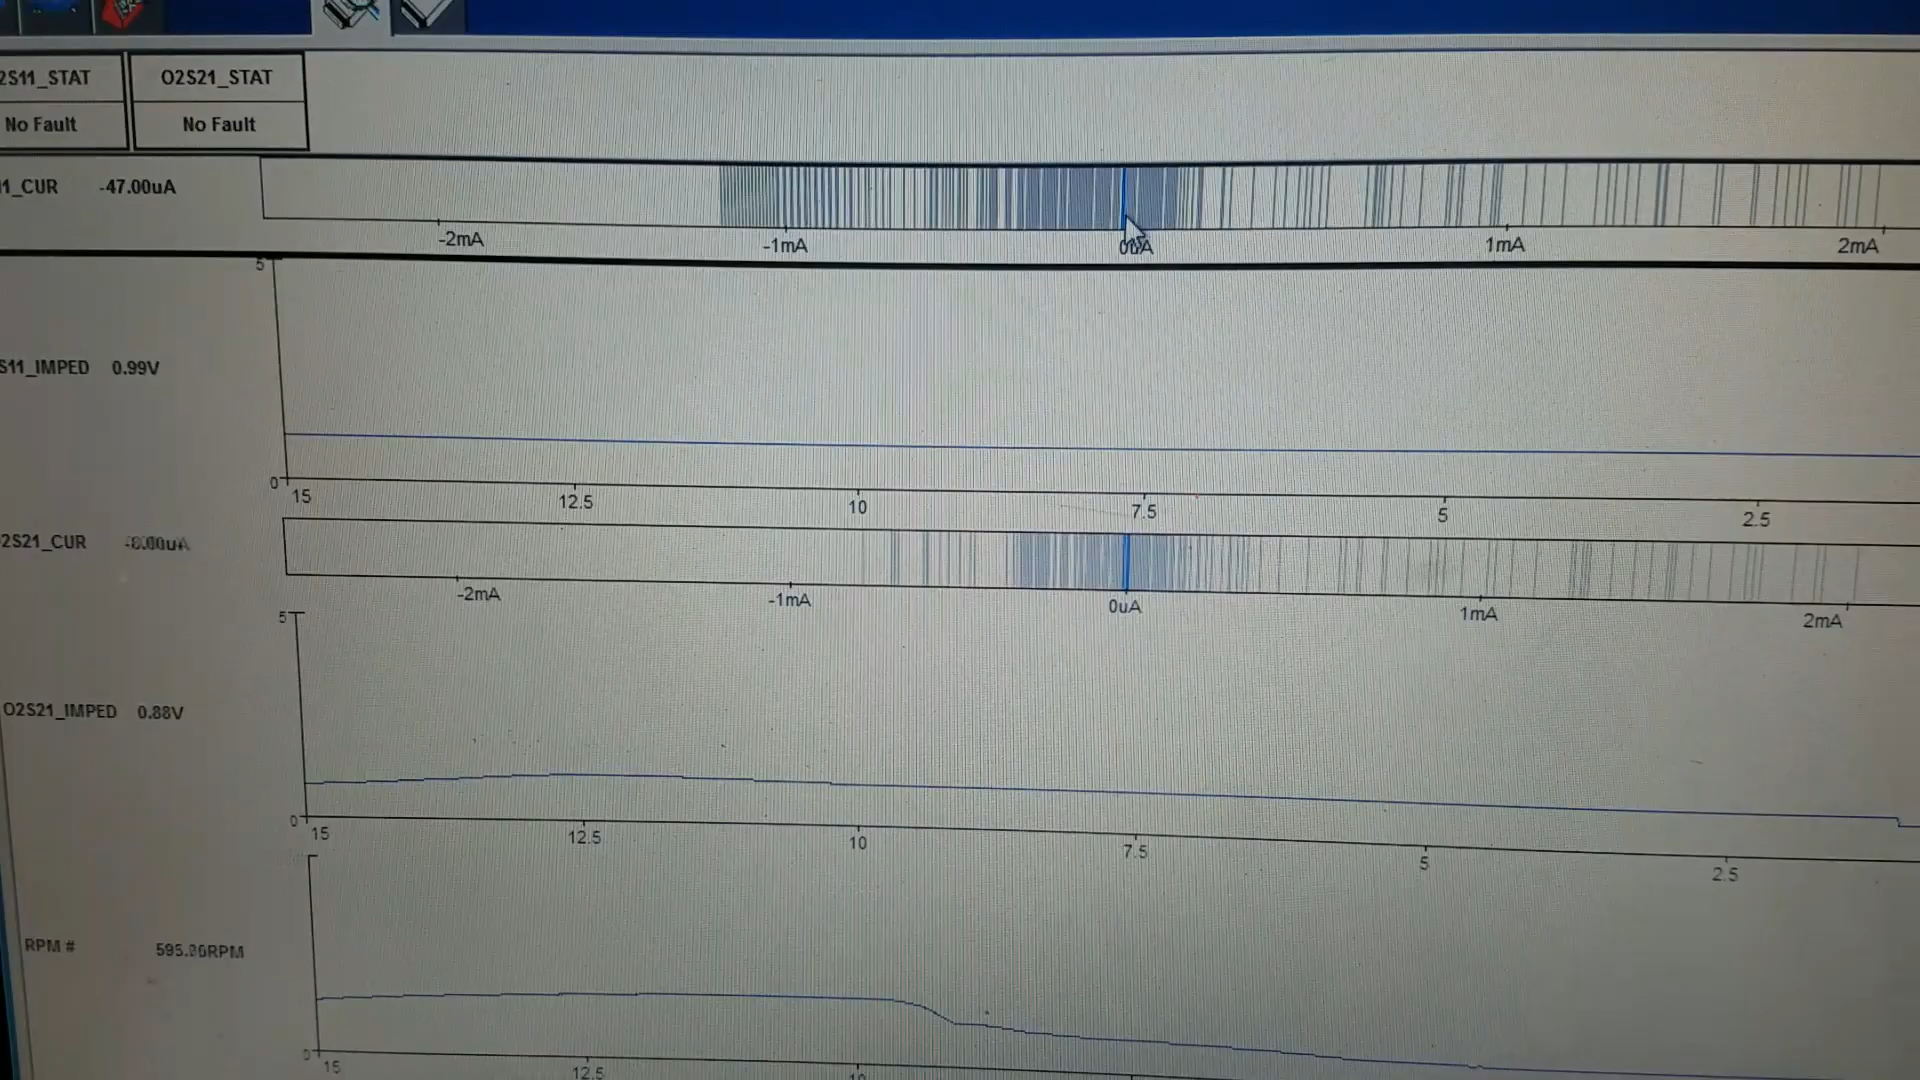 2S11_STAT O2S21_STAT
No Fault No Fault
1_CUR -47.00uA
-2mA -1mA 0uA 1mA 2mA
5
S11_IMPED 0.99V
0
15 12.5 10 7.5 5 2.5
2S21_CUR
-2mA -1mA 0uA 1mA 2mA
5
O2S21_IMPED 0.88V
0
15 12.5 10 7.5 5 2.5
RPM #
0
15 12.5 10